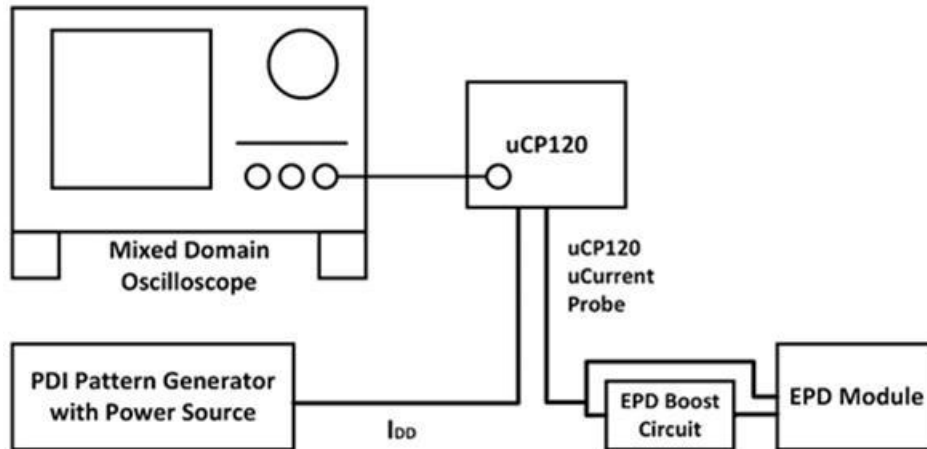 uCP120
Mixed Domain
Oscilloscope
uCP120
uCurrent
Probe
PDI Pattern Generator
with Power Source
IDD
EPD Boost
Circuit
EPD Module